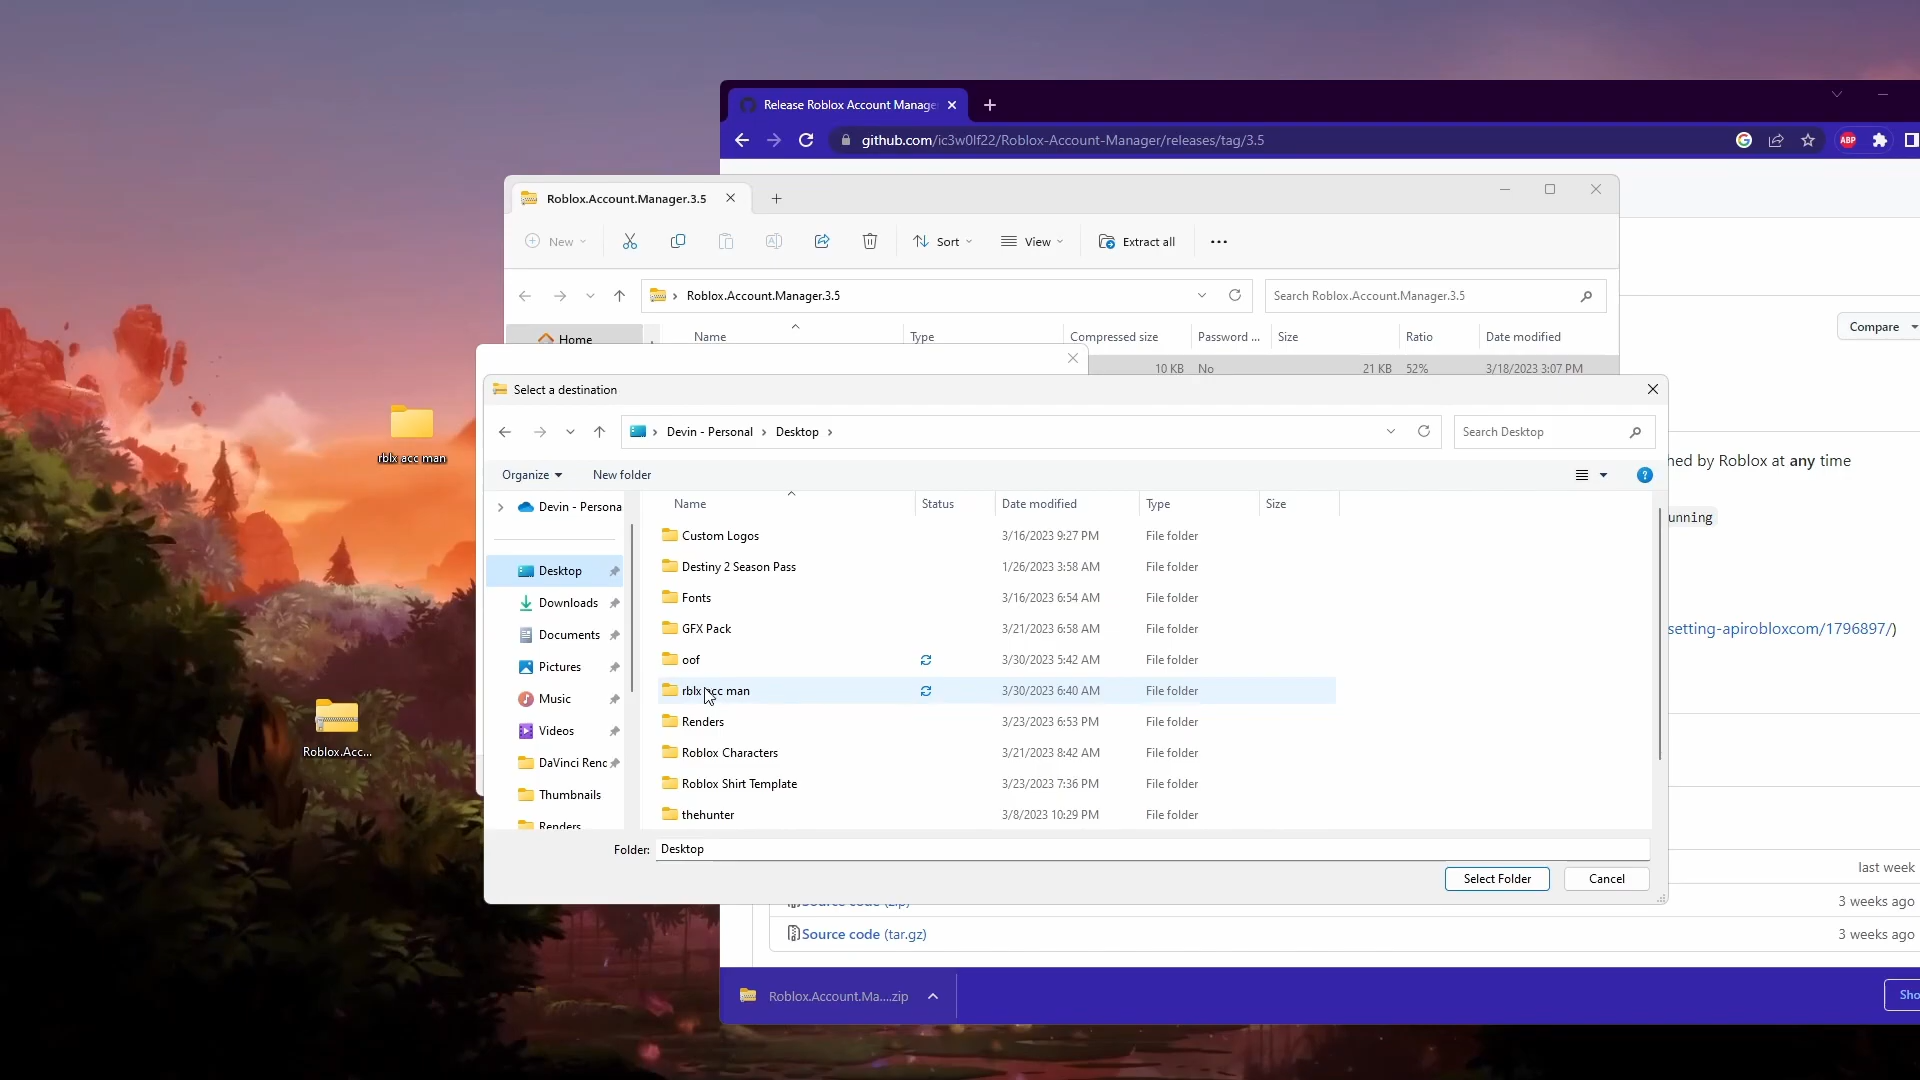 Release Roblox Account Manage
github.com/ic3w0lf22/Roblox-Account-Manager/releases/tag/3.5
ABP
Roblox.Account.Manager.3.5
New
Sort
View
Extract all
Roblox.Account.Manager.3.5
Search Roblox.Account.Manager.3.5
Compare
Home
Name
Type
Compressed size
Password ...
Size
Ratio
Date modified
10 KB
No
21 KB
52%
3/18/2023 3:07 PM
Select a destination
Devin - Personal
Desktop
Search Desktop
hed by Roblox at any time
Organize
New folder
unning
Name
Status
Date modified
Type
Size
Devin - Persona
Desktop
Downloads
Documents
Pictures
Music
Videos
DaVinci Renc
Thumbnails
Renders
Custom Logos 3/16/2023 9:27 PM File folder
Destiny 2 Season Pass 1/26/2023 3:58 AM File folder
Fonts 3/16/2023 6:54 AM File folder
GFX Pack 3/21/2023 6:58 AM File folder
oof 3/30/2023 5:42 AM File folder
rblx acc man 3/30/2023 6:40 AM File folder
Renders 3/23/2023 6:53 PM File folder
Roblox Characters 3/21/2023 8:42 AM File folder
Roblox Shirt Template 3/23/2023 7:36 PM File folder
thehunter 3/8/2023 10:29 PM File folder
setting-apirobloxcom/1796897/)
Folder: Desktop
Select Folder
Cancel
last week
Source code (zip)
3 weeks ago
Source code (tar.gz)
3 weeks ago
Roblox.Account.Ma....zip
Sho
rblx acc man
Roblox.Acc...